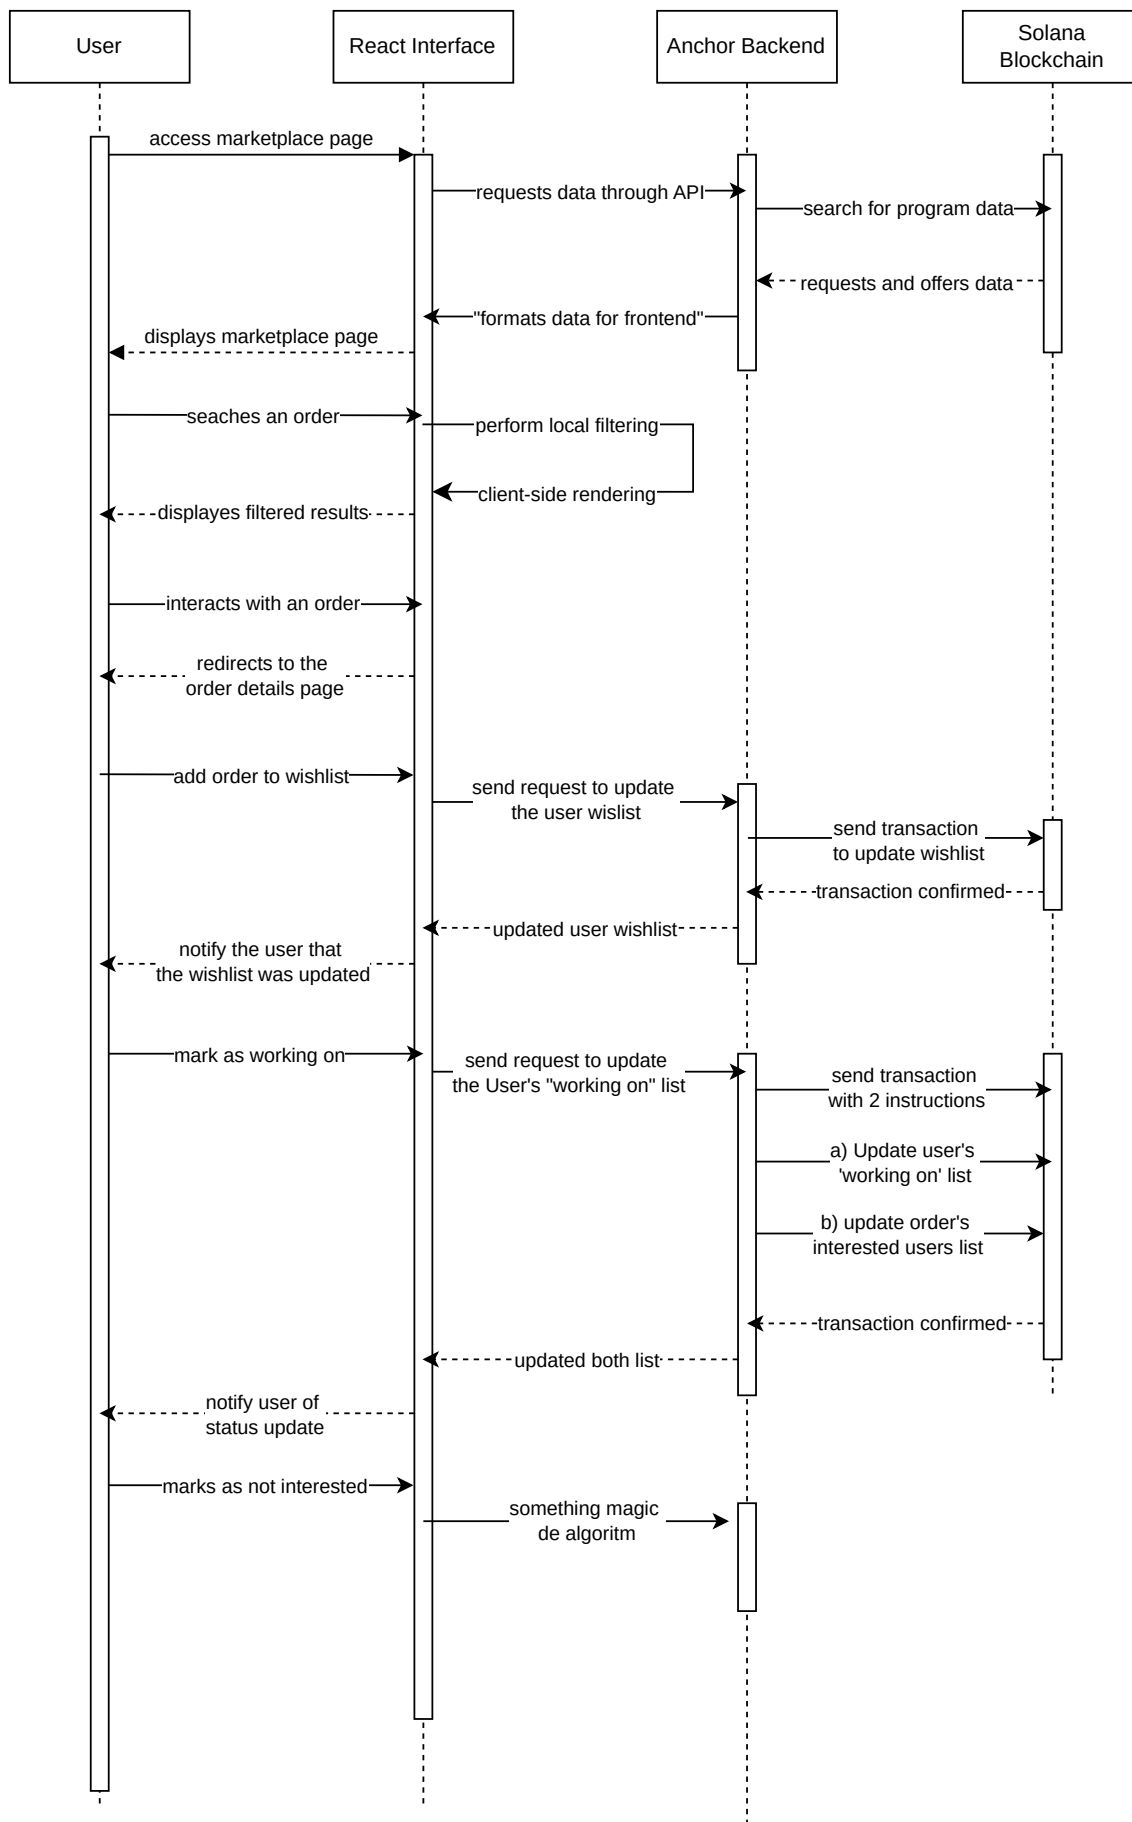 User
React Interface
Anchor Backend
Solana
Blockchain
access marketplace page
requests data through API
search for program data
requests and offers data
"formats data for frontend"
displays marketplace page
seaches an order
perform local filtering
client-side rendering
displayes filtered results
interacts with an order
redirects to the
order details page
add order to wishlist
send request to update
the user wislist
send transaction
to update wishlist
transaction confirmed
updated user wishlist
notify the user that
the wishlist was updated
mark as working on
send request to update
the User's "working on" list
send transaction
with 2 instructions
a) Update user's
'working on' list
b) update order's
interested users list
transaction confirmed
updated both list
notify user of
status update
marks as not interested
something magic
de algoritm